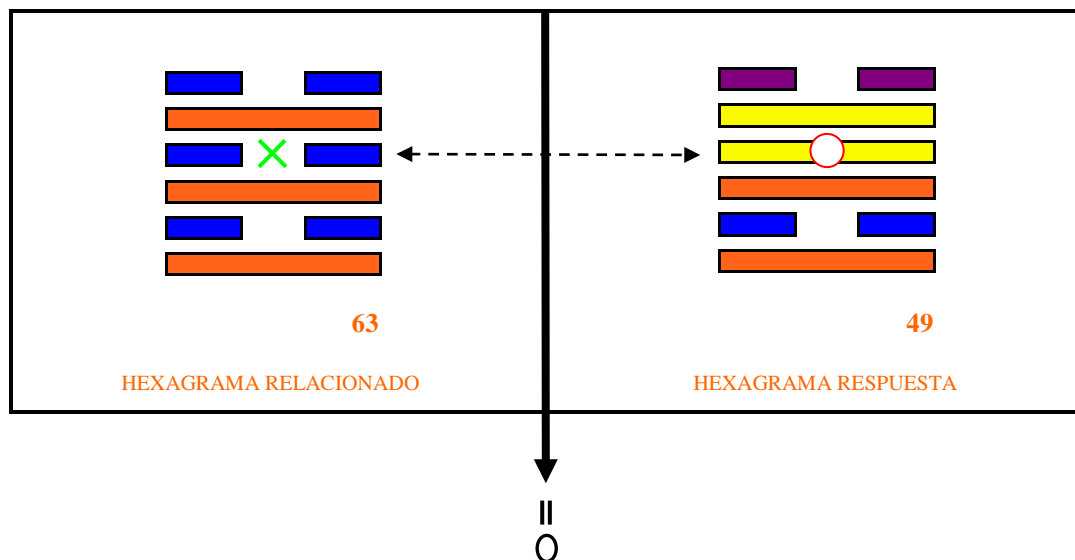 63
49
HEXAGRAMA RELACIONADO
HEXAGRAMA RESPUESTA
=
O